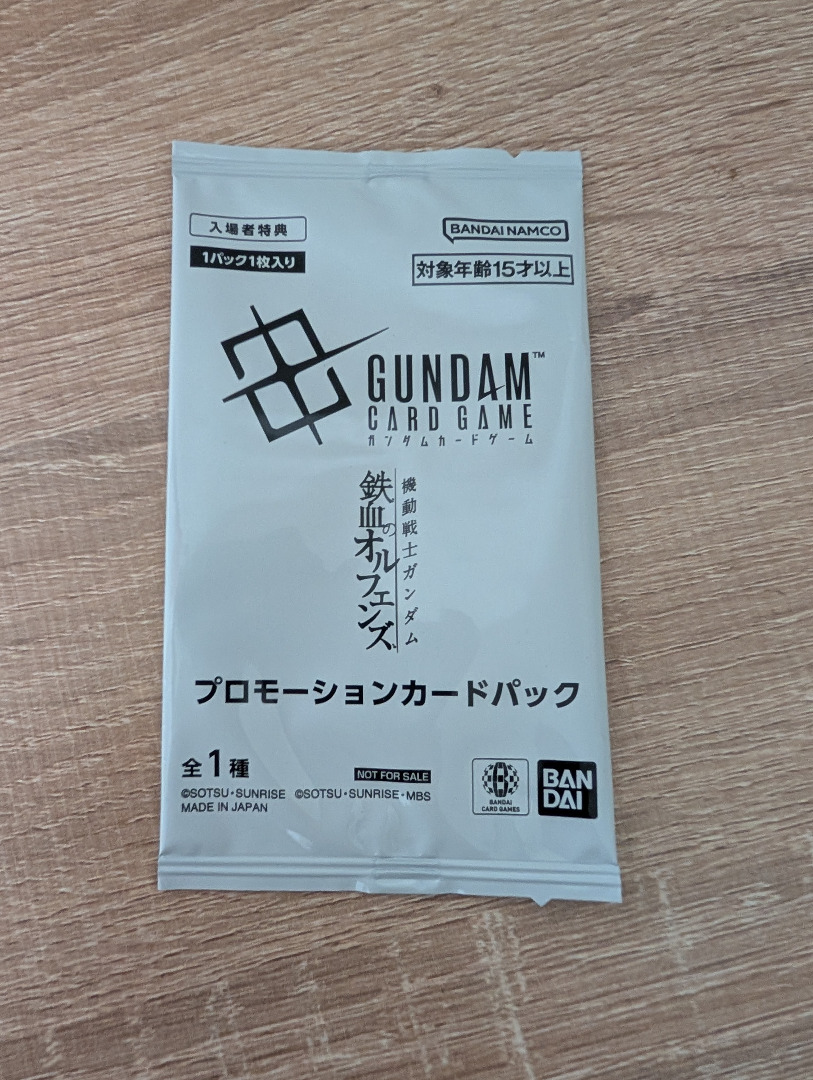 入場者特典
BANDAI NAMCO
1パック1枚入り
対象年齢15才以上
GUNDAM™
CARD GAME
ガンダムカードゲーム
機動戦士ガンダム
鉄血のオルフェンズ
プロモーションカードパック
全1種
NOT FOR SALE
©SOTSU・SUNRISE ©SOTSU・SUNRISE・MBS
MADE IN JAPAN
BANDAI
CARD GAMES
BAN
DAI